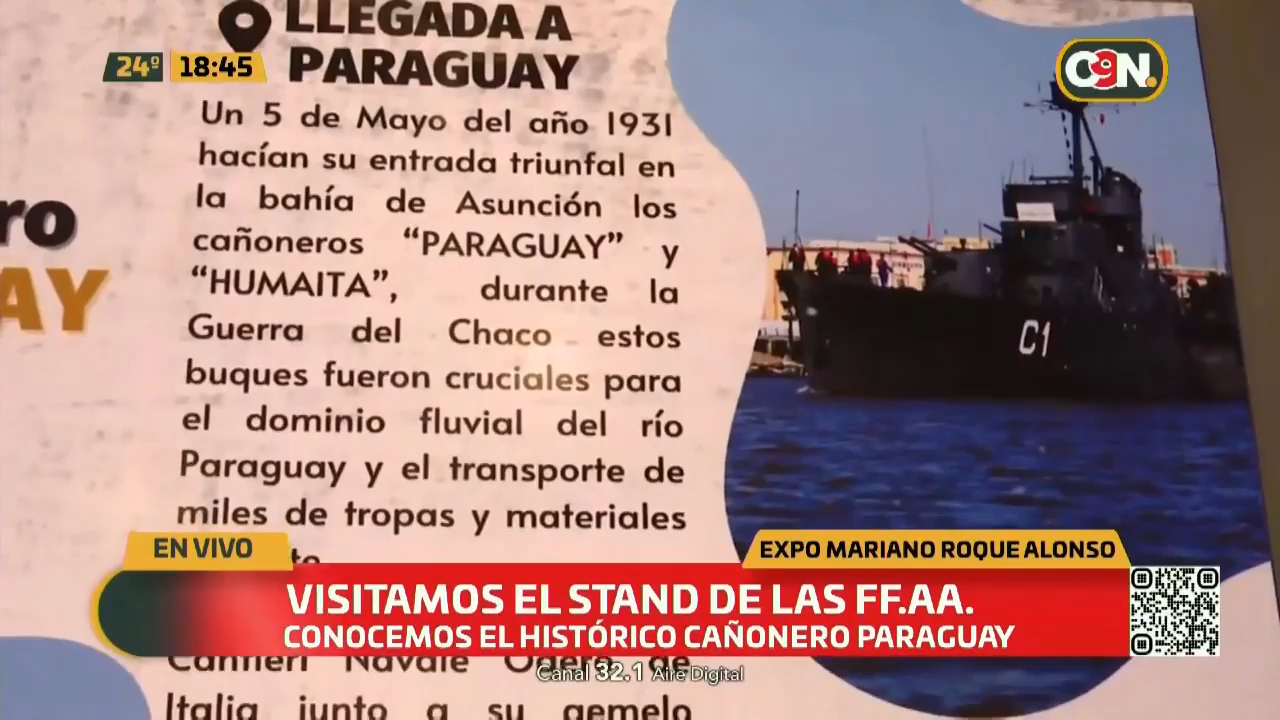 LLEGADA A
PARAGUAY
24º 18:45
C9N.
Un 5 de Mayo del año 1931
hacían su entrada triunfal en
la bahía de Asunción los
cañoneros “PARAGUAY” y
“HUMAITA”, durante la
Guerra del Chaco estos
buques fueron cruciales para
el dominio fluvial del río
Paraguay y el transporte de
miles de tropas y materiales
ro
AY
C1
EN VIVO
EXPO MARIANO ROQUE ALONSO
VISITAMOS EL STAND DE LAS FF.AA.
CONOCEMOS EL HISTÓRICO CAÑONERO PARAGUAY
Cantieri Navale Odero de
Canal 32.1 Aire Digital
Italia junto a su gemelo